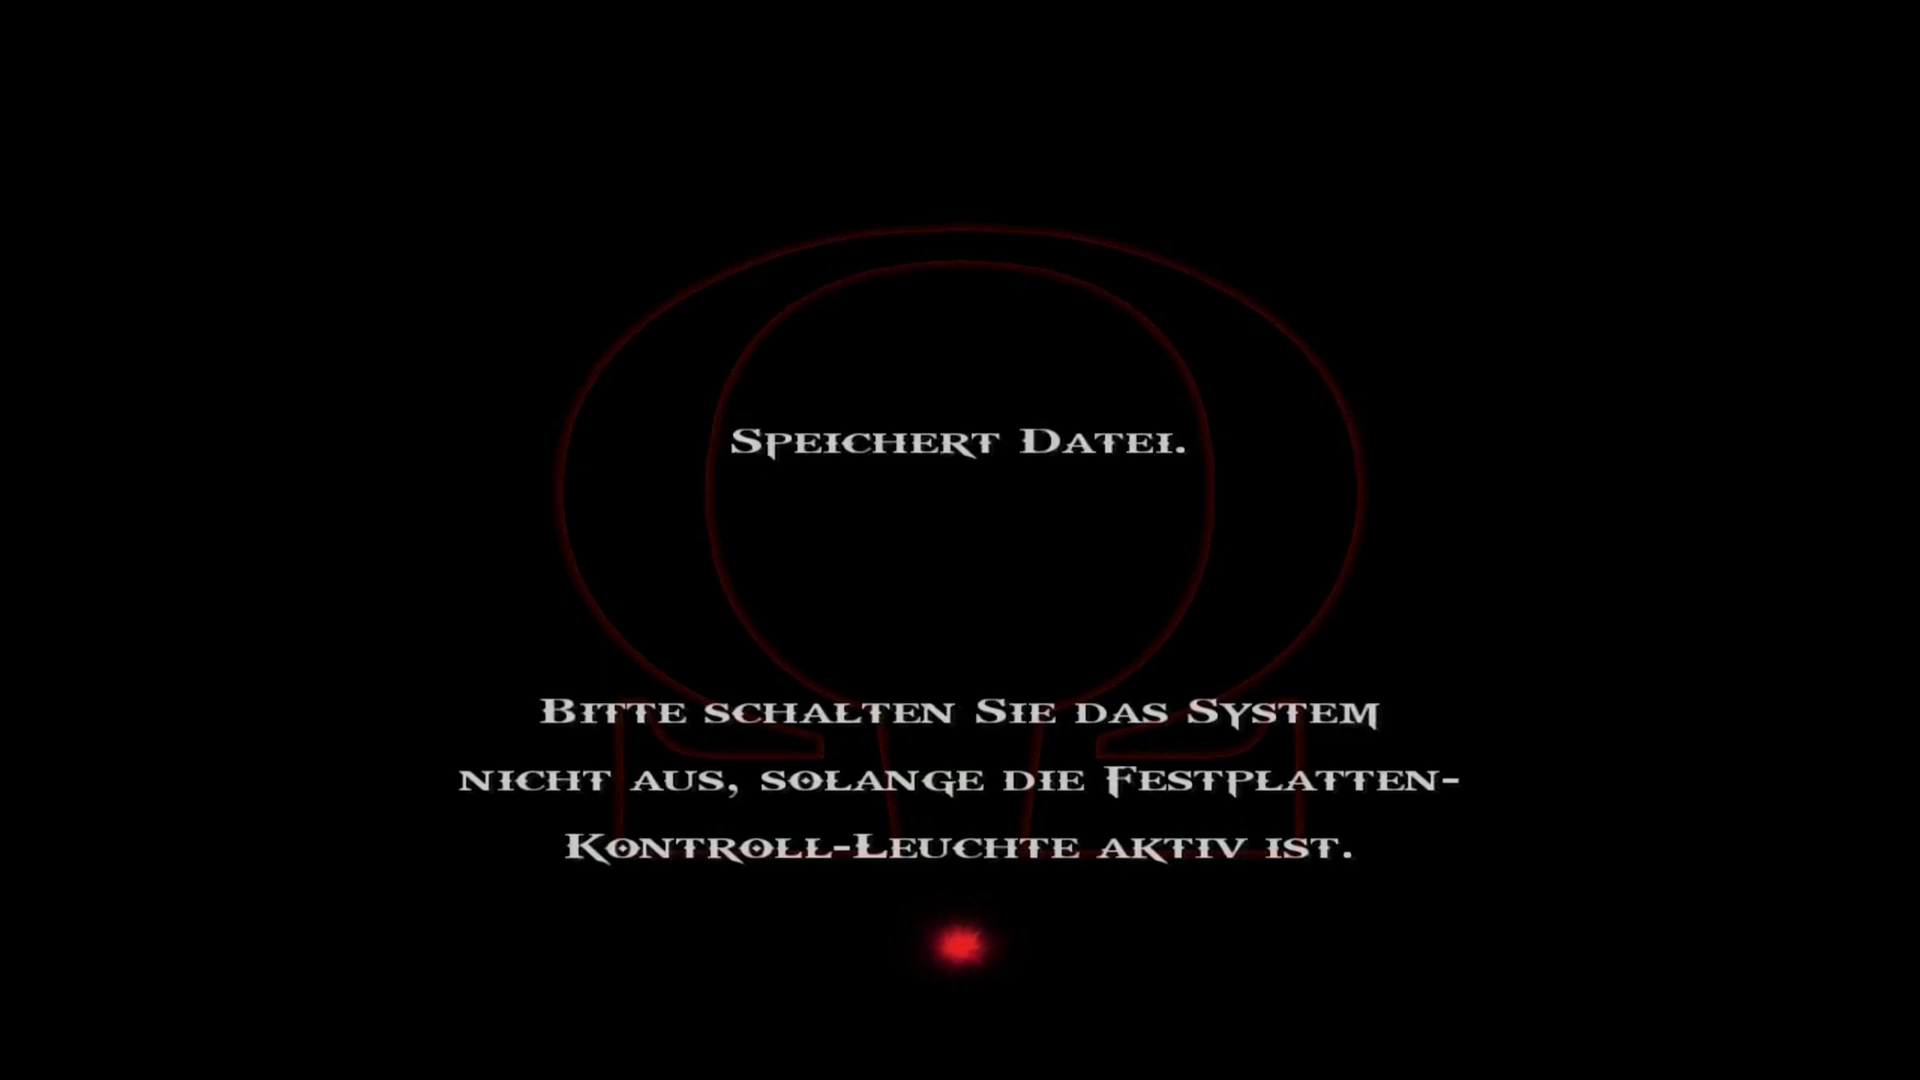 Speichert Datei.
Bitte schalten Sie das System
nicht aus, solange die Festplatten-
Kontroll-Leuchte aktiv ist.